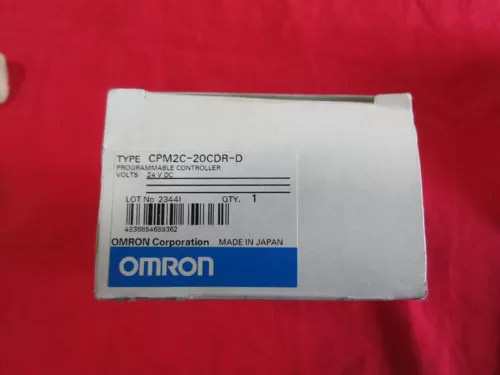 TYPE CPM2C-20CDR-D
PROGRAMMABLE CONTROLLER
VOLTS 24 V DC
LOT No 23441 QTY. 1
4536854689362
OMRON Corporation MADE IN JAPAN
OMRON